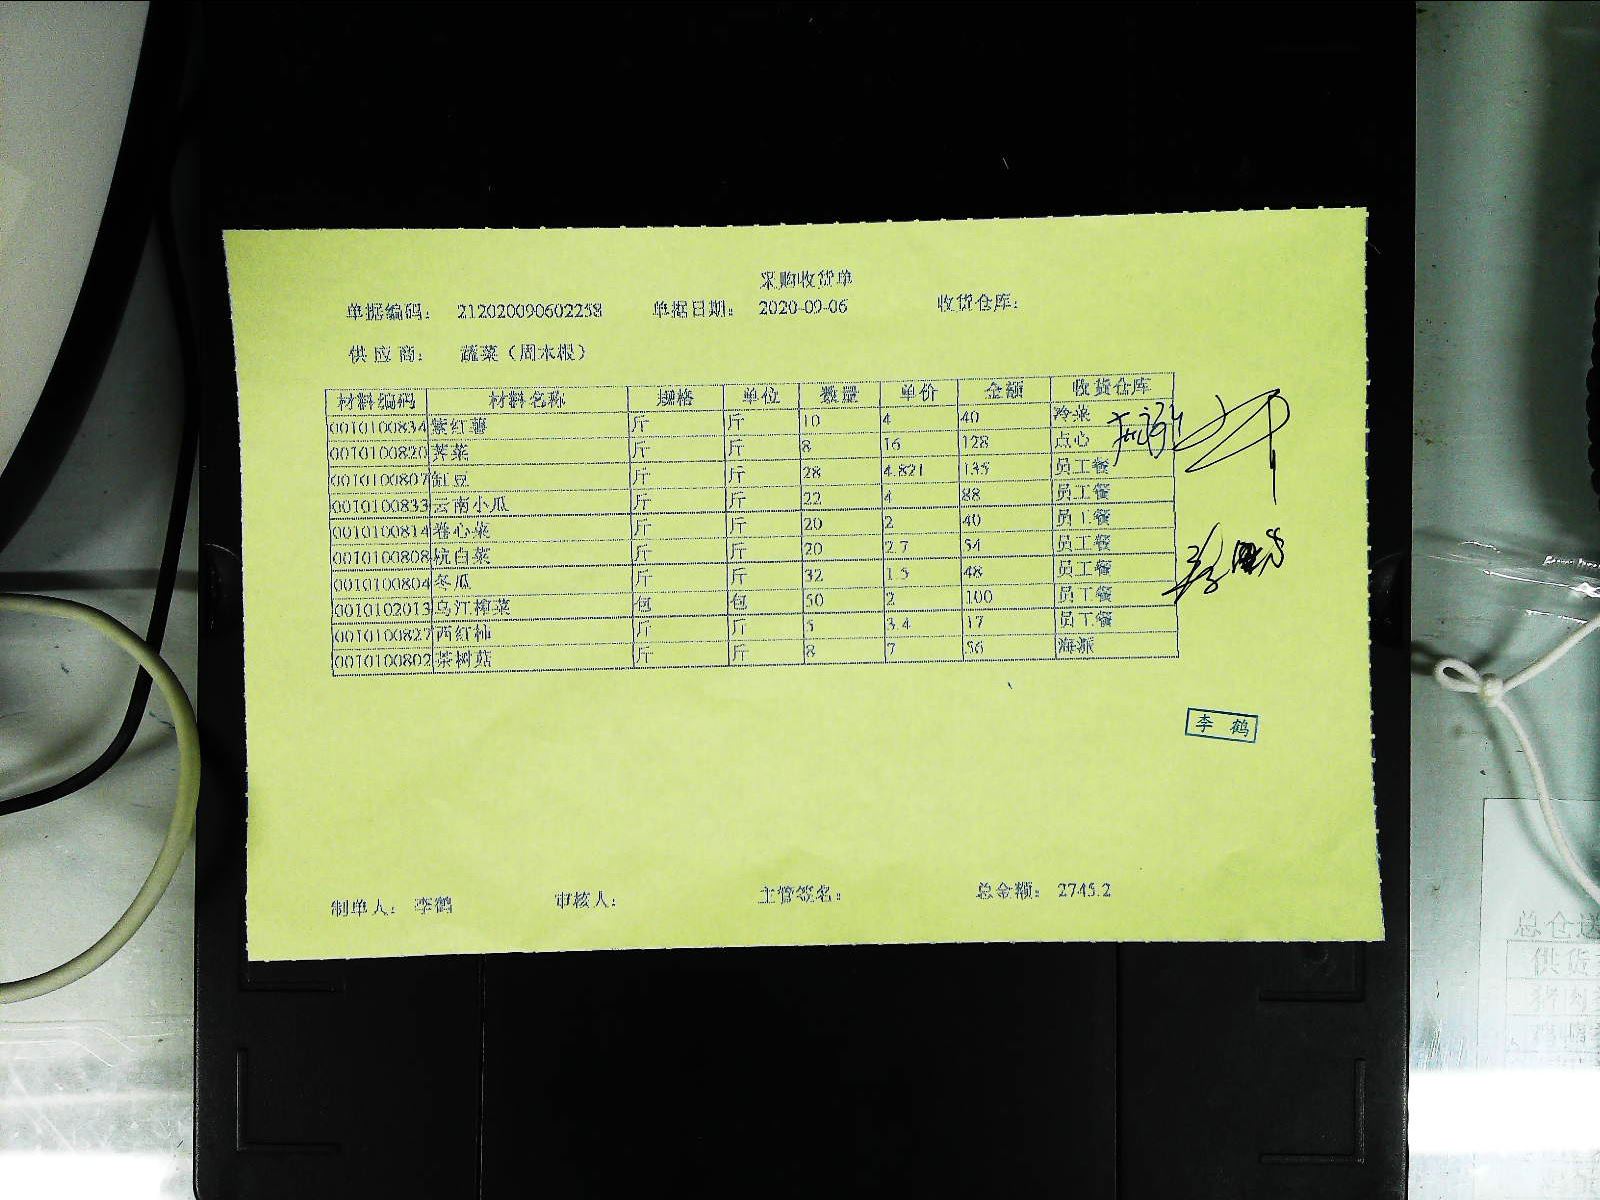 采购收货单
单据编码： 212020090602258 单据日期： 2020-09-06 收货仓库：
供应商： 蔬菜（周木根）
材料编码 材料名称 规格 单位 数量 单价 金额 收货仓库
0010100834 紫红薯 斤 斤 10 4 40 冷菜
0010100820 荠菜 斤 斤 8 16 128 点心
0010100807 缸豆 斤 斤 28 4.821 135 员工餐
0010100833 云南小瓜 斤 斤 22 4 88 员工餐
0010100814 卷心菜 斤 斤 20 2 40 员工餐
0010100808 杭白菜 斤 斤 20 2.7 54 员工餐
0010100804 冬瓜 斤 斤 32 1.5 48 员工餐
0010102013 乌江榨菜 包 包 50 2 100 员工餐
0010100827 西红柿 斤 斤 5 3.4 17 员工餐
0010100802 茶树菇 斤 斤 8 7 56 海派
李鹤
制单人： 李鹤 审核人： 主管签名： 总金额： 2745.2
总仓送
供货